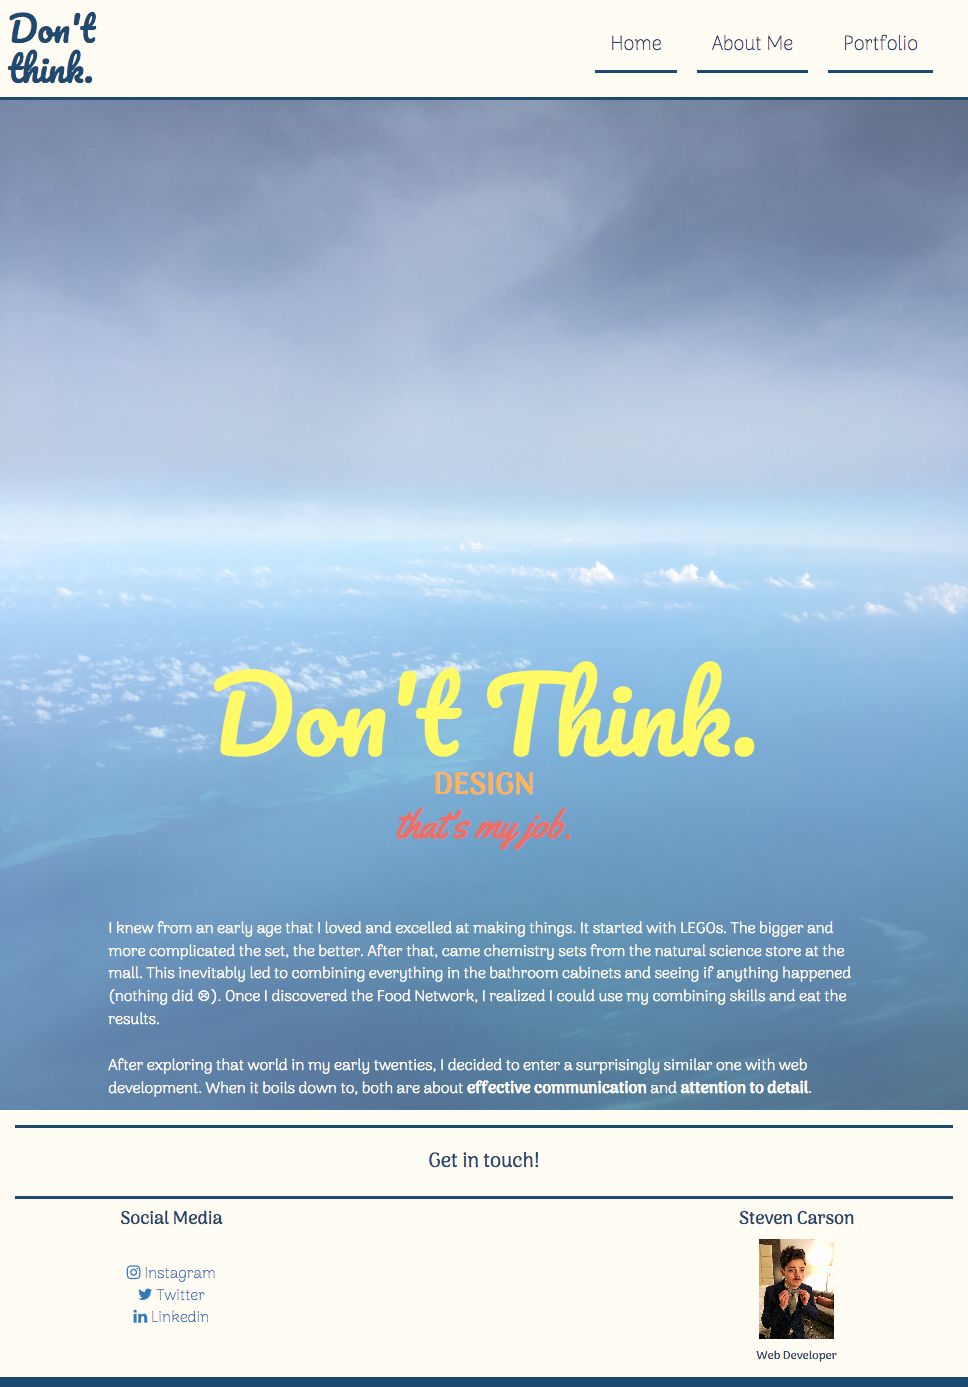 Don't
think.
Home
About Me
Portfolio
Don't Think.
DESIGN
that's my job.
I knew from an early age that I loved and excelled at making things. It started with LEGOs. The bigger and
more complicated the set, the better. After that, came chemistry sets from the natural science store at the
mall. This inevitably led to combining everything in the bathroom cabinets and seeing if anything happened
(nothing did ☹). Once I discovered the Food Network, I realized I could use my combining skills and eat the
results.
After exploring that world in my early twenties, I decided to enter a surprisingly similar one with web
development. When it boils down to, both are about effective communication and attention to detail.
Get in touch!
Social Media
Instagram
Twitter
Linkedin
Steven Carson
Web Developer